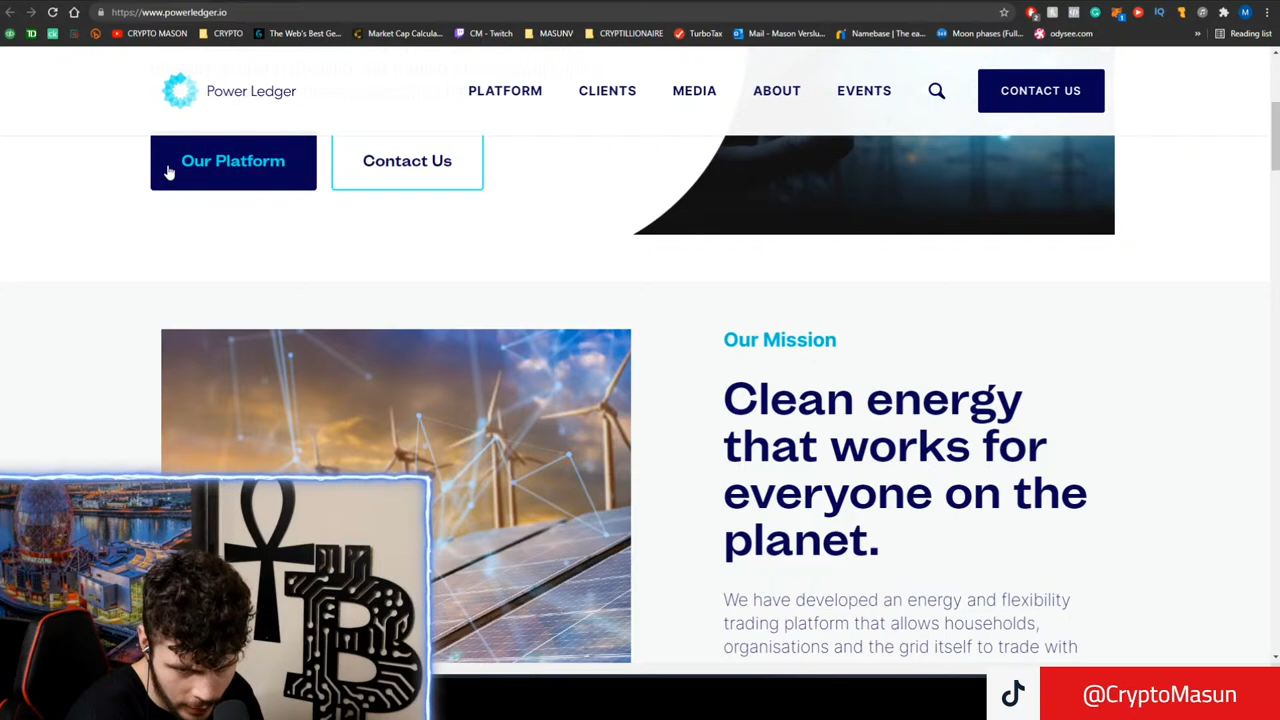 https://www.powerledger.io
CRYPTO MASON
CRYPTO
The Web's Best Ge...
Market Cap Calcula...
CM - Twitch
MASUNV
CRYPTILLIONAIRE
TurboTax
Mail - Mason Verslu...
Namebase | The ea...
Moon phases (Full...
odysee.com
»
Reading list
Power Ledger
PLATFORM
CLIENTS
MEDIA
ABOUT
EVENTS
CONTACT US
Our Platform
Contact Us
Our Mission
Clean energy
that works for
everyone on the
planet.
We have developed an energy and flexibility
trading platform that allows households,
organisations and the grid itself to trade with
@CryptoMasun